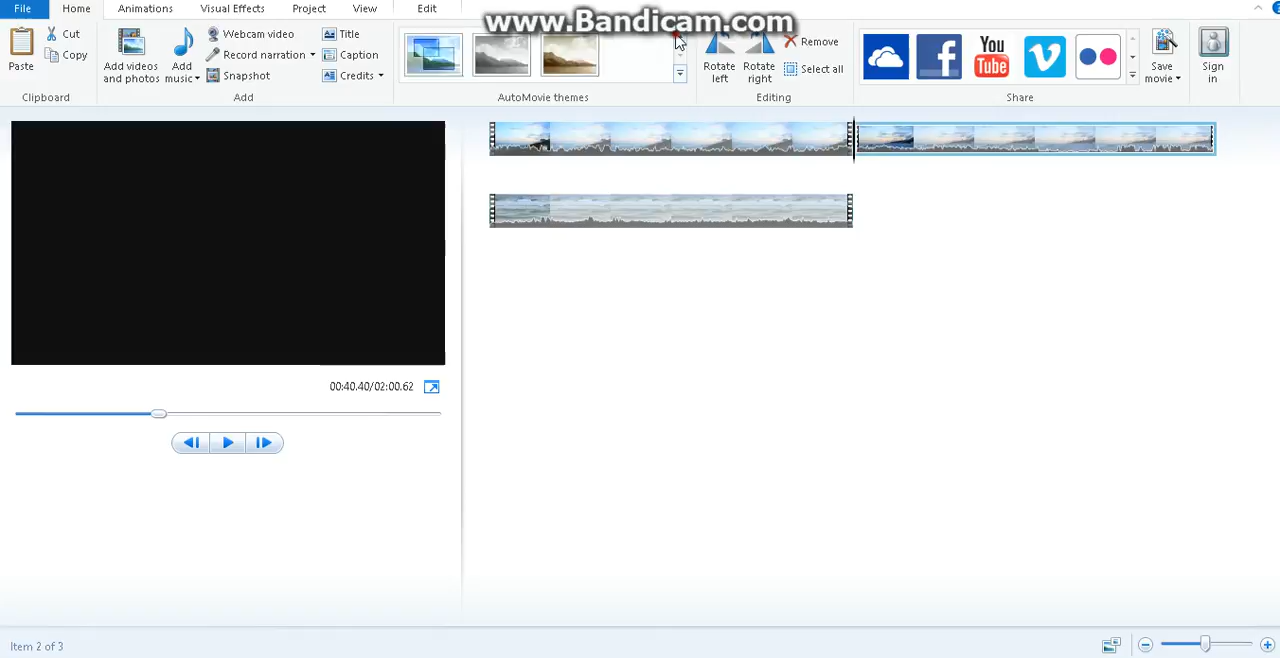 File Home Animations Visual Effects Project View Edit
www.Bandicam.com
Paste
Cut
Copy
Clipboard
Add videos
and photos
Add
music
Webcam video
Record narration
Snapshot
Title
Caption
Credits
Add
AutoMovie themes
Rotate
left
Rotate
right
Remove
Select all
Editing
f
You
Tube
V
Share
Save
movie
Sign
in
00:40.40/02:00.62
Item 2 of 3